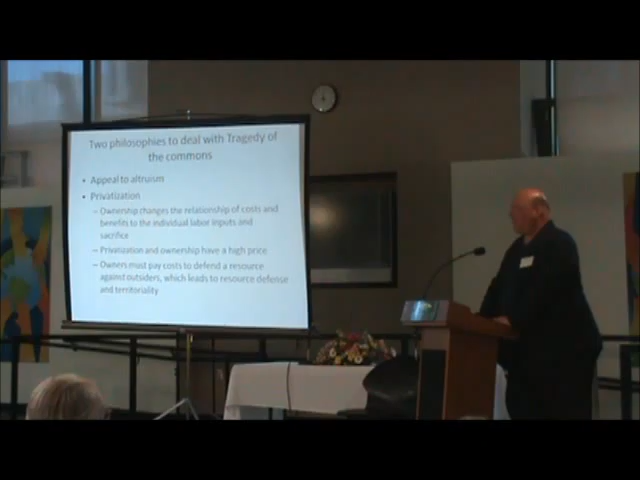 Two philosophies to deal with Tragedy of
the commons
• Appeal to altruism
• Privatization
– Ownership changes the relationship of costs and
benefits to the individual labor inputs and
sacrifice
– Privatization and ownership have a high price
– Owners must pay costs to defend a resource
against outsiders, which leads to resource defense
and territoriality